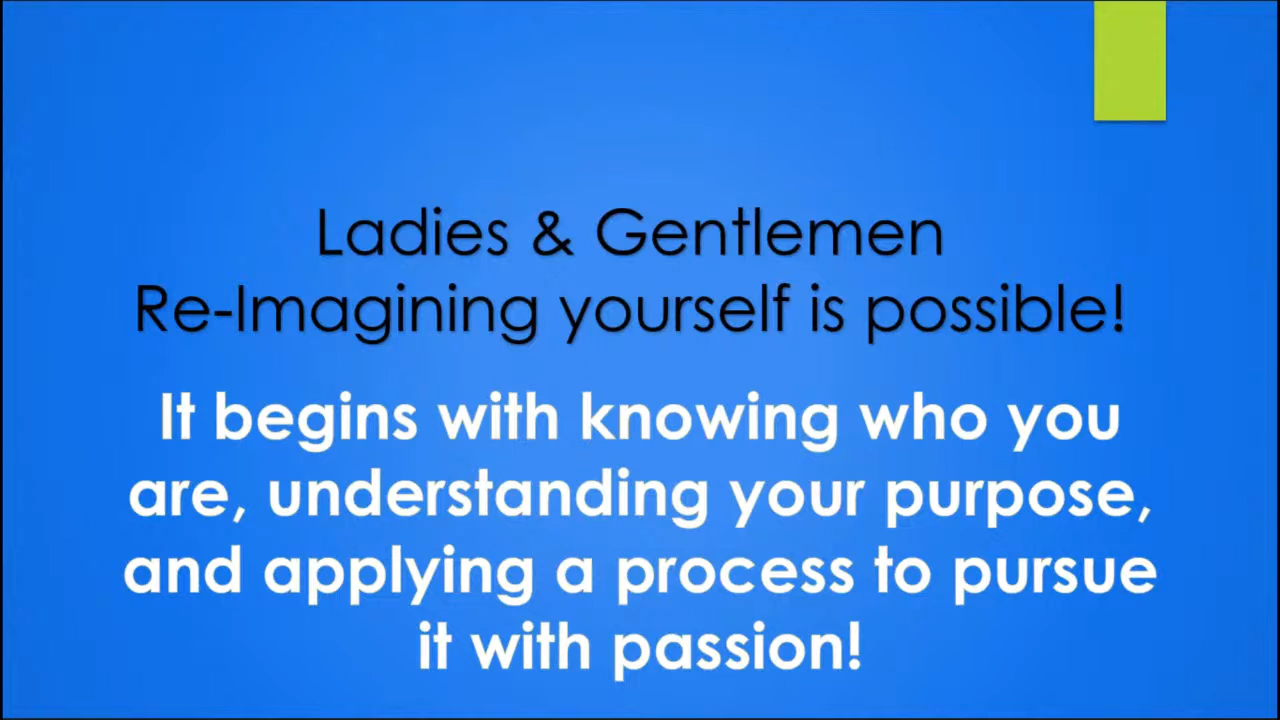 Ladies & Gentlemen
Re-Imagining yourself is possible!
It begins with knowing who you
are, understanding your purpose,
and applying a process to pursue
it with passion!